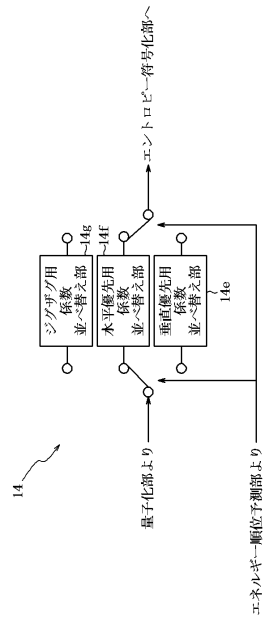 14
ジグザグ用
係数
並べ替え部
14g
水平優先用
係数
並べ替え部
14f
垂直優先用
係数
並べ替え部
14e
量子化部より
エントロピー符号化部へ
エネルギー順位予測部より